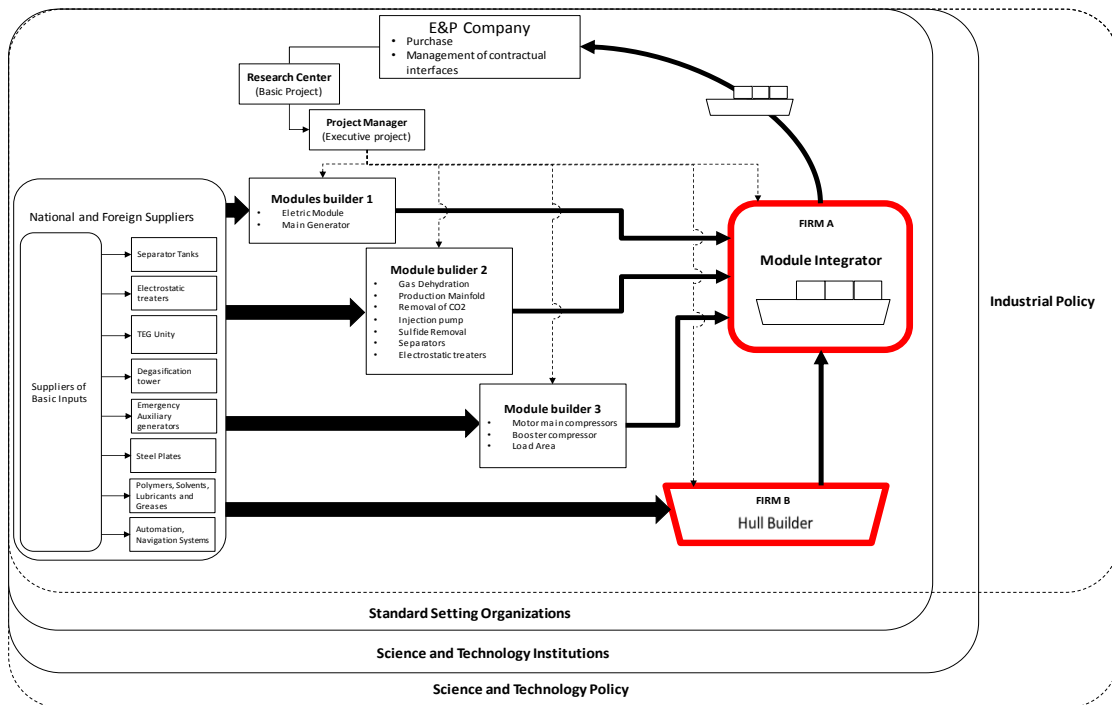 E&P Company
• Purchase
• Management of contractual
interfaces
Research Center
(Basic Project)
Project Manager
(Executive project)
National and Foreign Suppliers
Suppliers of
Basic Inputs
Separator Tanks
Electrostatic
treaters
TEG Unity
Degasification
tower
Emergency
Auxiliary
generators
Steel Plates
Polymers, Solvents,
Lubricants and
Greases
Automation,
Navigation Systems
Modules builder 1
• Eletric Module
• Main Generator
Module bulider 2
• Gas Dehydration
• Production Mainfold
• Removal of CO2
• Injection pump
• Sulfide Removal
• Separators
• Electrostatic treaters
Module builder 3
• Motor main compressors
• Booster compressor
• Load Area
FIRM A
Module Integrator
FIRM B
Hull Builder
Industrial Policy
Standard Setting Organizations
Science and Technology Institutions
Science and Technology Policy